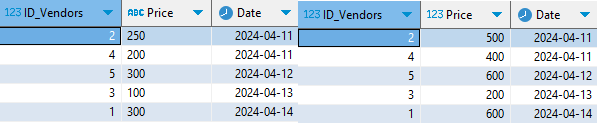 123 ID_Vendors ABC Price Date 123 ID_Vendors 123 Price Date
2 250 2024-04-11 2 500 2024-04-11
4 200 2024-04-11 4 400 2024-04-11
5 300 2024-04-12 5 600 2024-04-12
3 100 2024-04-13 3 200 2024-04-13
1 300 2024-04-14 1 600 2024-04-14